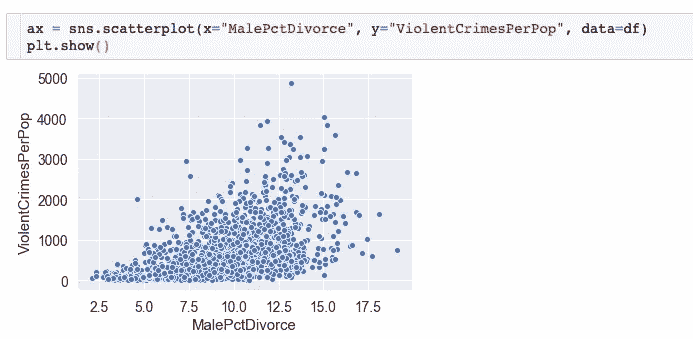 ax = sns.scatterplot(x="MalePctDivorce", y="ViolentCrimesPerPop", data=df)
plt.show()
5000
4000
3000
2000
1000
0
ViolentCrimesPerPop
2.5 5.0 7.5 10.0 12.5 15.0 17.5
MalePctDivorce